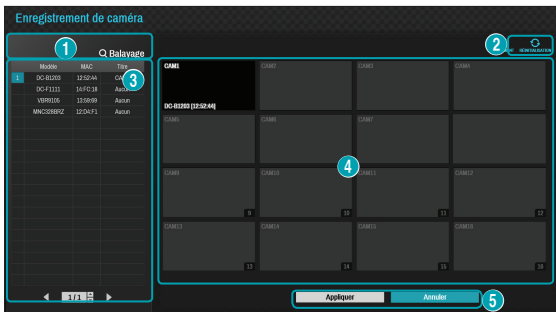 Enregistrement de caméra
1
Balayage
2
RÉINITIALISATION
Modèle MAC Titre
3
1 DC-B1203 12:52:44
DC-F1111 14:FC:18 Aucun
VBR9106 13:59:69 Aucun
MNC326BRZ 12:D4:F1 Aucun
1/1
CAM1 CAM2 CAM3 CAM4
DC-B1203 [12:52:44]
CAM5 CAM6 CAM7
4
CAM9 CAM10 CAM11 CAM12
9 10 11 12
CAM13 CAM14 CAM15 CAM16
13 14 15 16
Appliquer Annuler
5